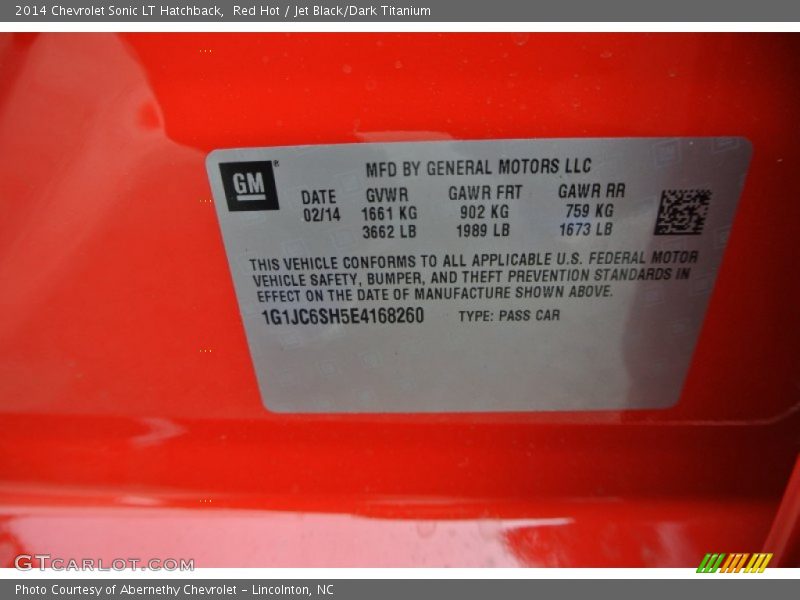 2014 Chevrolet Sonic LT Hatchback, Red Hot / Jet Black/Dark Titanium
GM®
MFD BY GENERAL MOTORS LLC
DATE GVWR GAWR FRT GAWR RR
02/14 1661 KG 902 KG 759 KG
3662 LB 1989 LB 1673 LB
THIS VEHICLE CONFORMS TO ALL APPLICABLE U.S. FEDERAL MOTOR
VEHICLE SAFETY, BUMPER, AND THEFT PREVENTION STANDARDS IN
EFFECT ON THE DATE OF MANUFACTURE SHOWN ABOVE.
1G1JC6SH5E4168260 TYPE: PASS CAR
GTCARLOT.COM
Photo Courtesy of Abernethy Chevrolet - Lincolnton, NC